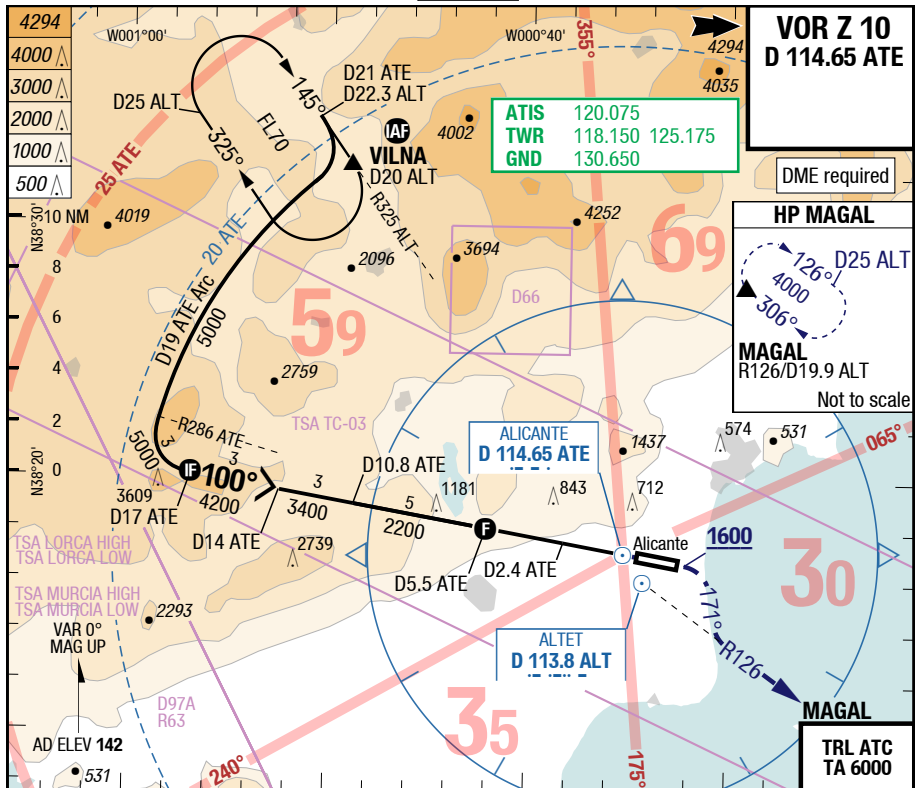 4294
4000
3000
2000
1000
500
W001°00'
W000°40'
355°
4294
4035
VOR Z 10
D 114.65 ATE
ATIS 120.075
TWR 118.150 125.175
GND 130.650
DME required
D21 ATE
D22.3 ALT
D25 ALT
145°
FL70
325°
IAF
VILNA
D20 ALT
4002
25 ATE
20 ATE
R325 ALT
4252
69
N38°30'
10 NM
4019
8
6
4
2
0
N38°20'
2096
3694
D66
59
HP MAGAL
126°
D25 ALT
4000
306°
MAGAL
R126/D19.9 ALT
Not to scale
D19 ATE Arc
5000
2759
TSA TC-03
R286 ATE
5000
3
3
IF
100°
4200
3609
D17 ATE
D14 ATE
3
3400
D10.8 ATE
5
2200
1181
ALICANTE
D 114.65 ATE
843
1437
712
574
531
065°
2739
F
D5.5 ATE
D2.4 ATE
Alicante
1600
30
TSA LORCA HIGH
TSA LORCA LOW
TSA MURCIA HIGH
TSA MURCIA LOW
2293
VAR 0°
MAG UP
ALTET
D 113.8 ALT
171°
R126
MAGAL
D97A
R63
35
AD ELEV 142
531
240°
175°
TRL ATC
TA 6000